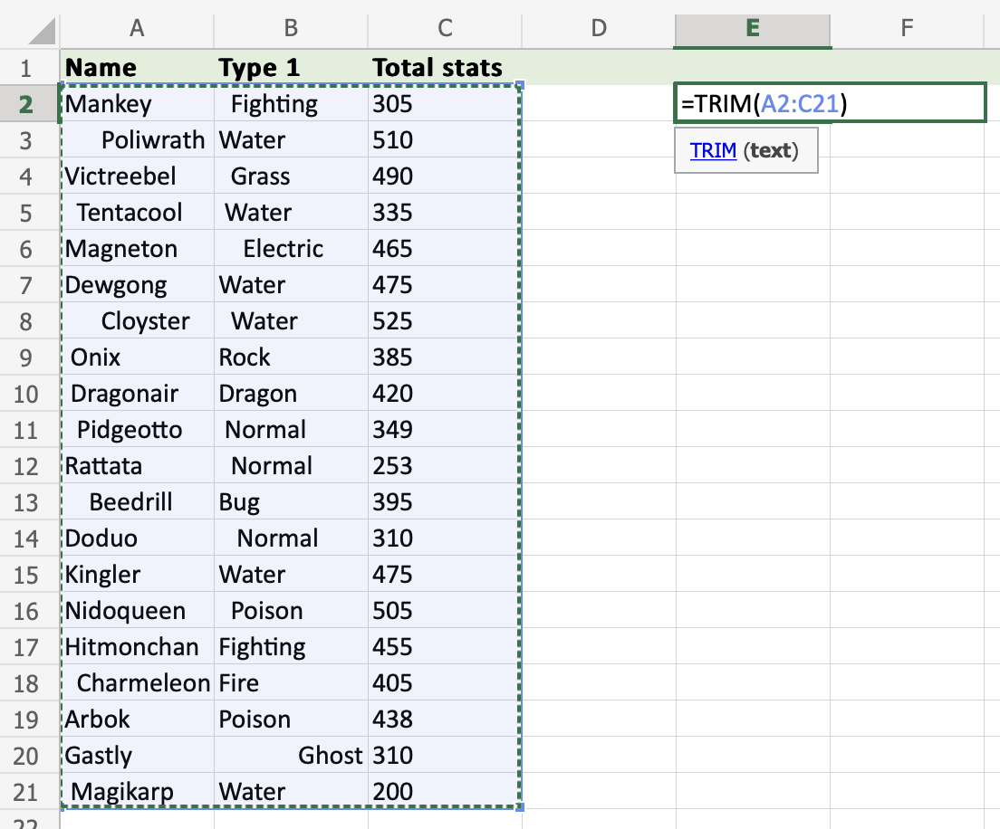 A B C D E F
1 Name Type 1 Total stats
2 Mankey Fighting 305 =TRIM(A2:C21)
3 Poliwrath Water 510 TRIM (text)
4 Victreebel Grass 490
5 Tentacool Water 335
6 Magneton Electric 465
7 Dewgong Water 475
8 Cloyster Water 525
9 Onix Rock 385
10 Dragonair Dragon 420
11 Pidgeotto Normal 349
12 Rattata Normal 253
13 Beedrill Bug 395
14 Doduo Normal 310
15 Kingler Water 475
16 Nidoqueen Poison 505
17 Hitmonchan Fighting 455
18 Charmeleon Fire 405
19 Arbok Poison 438
20 Gastly Ghost 310
21 Magikarp Water 200
22